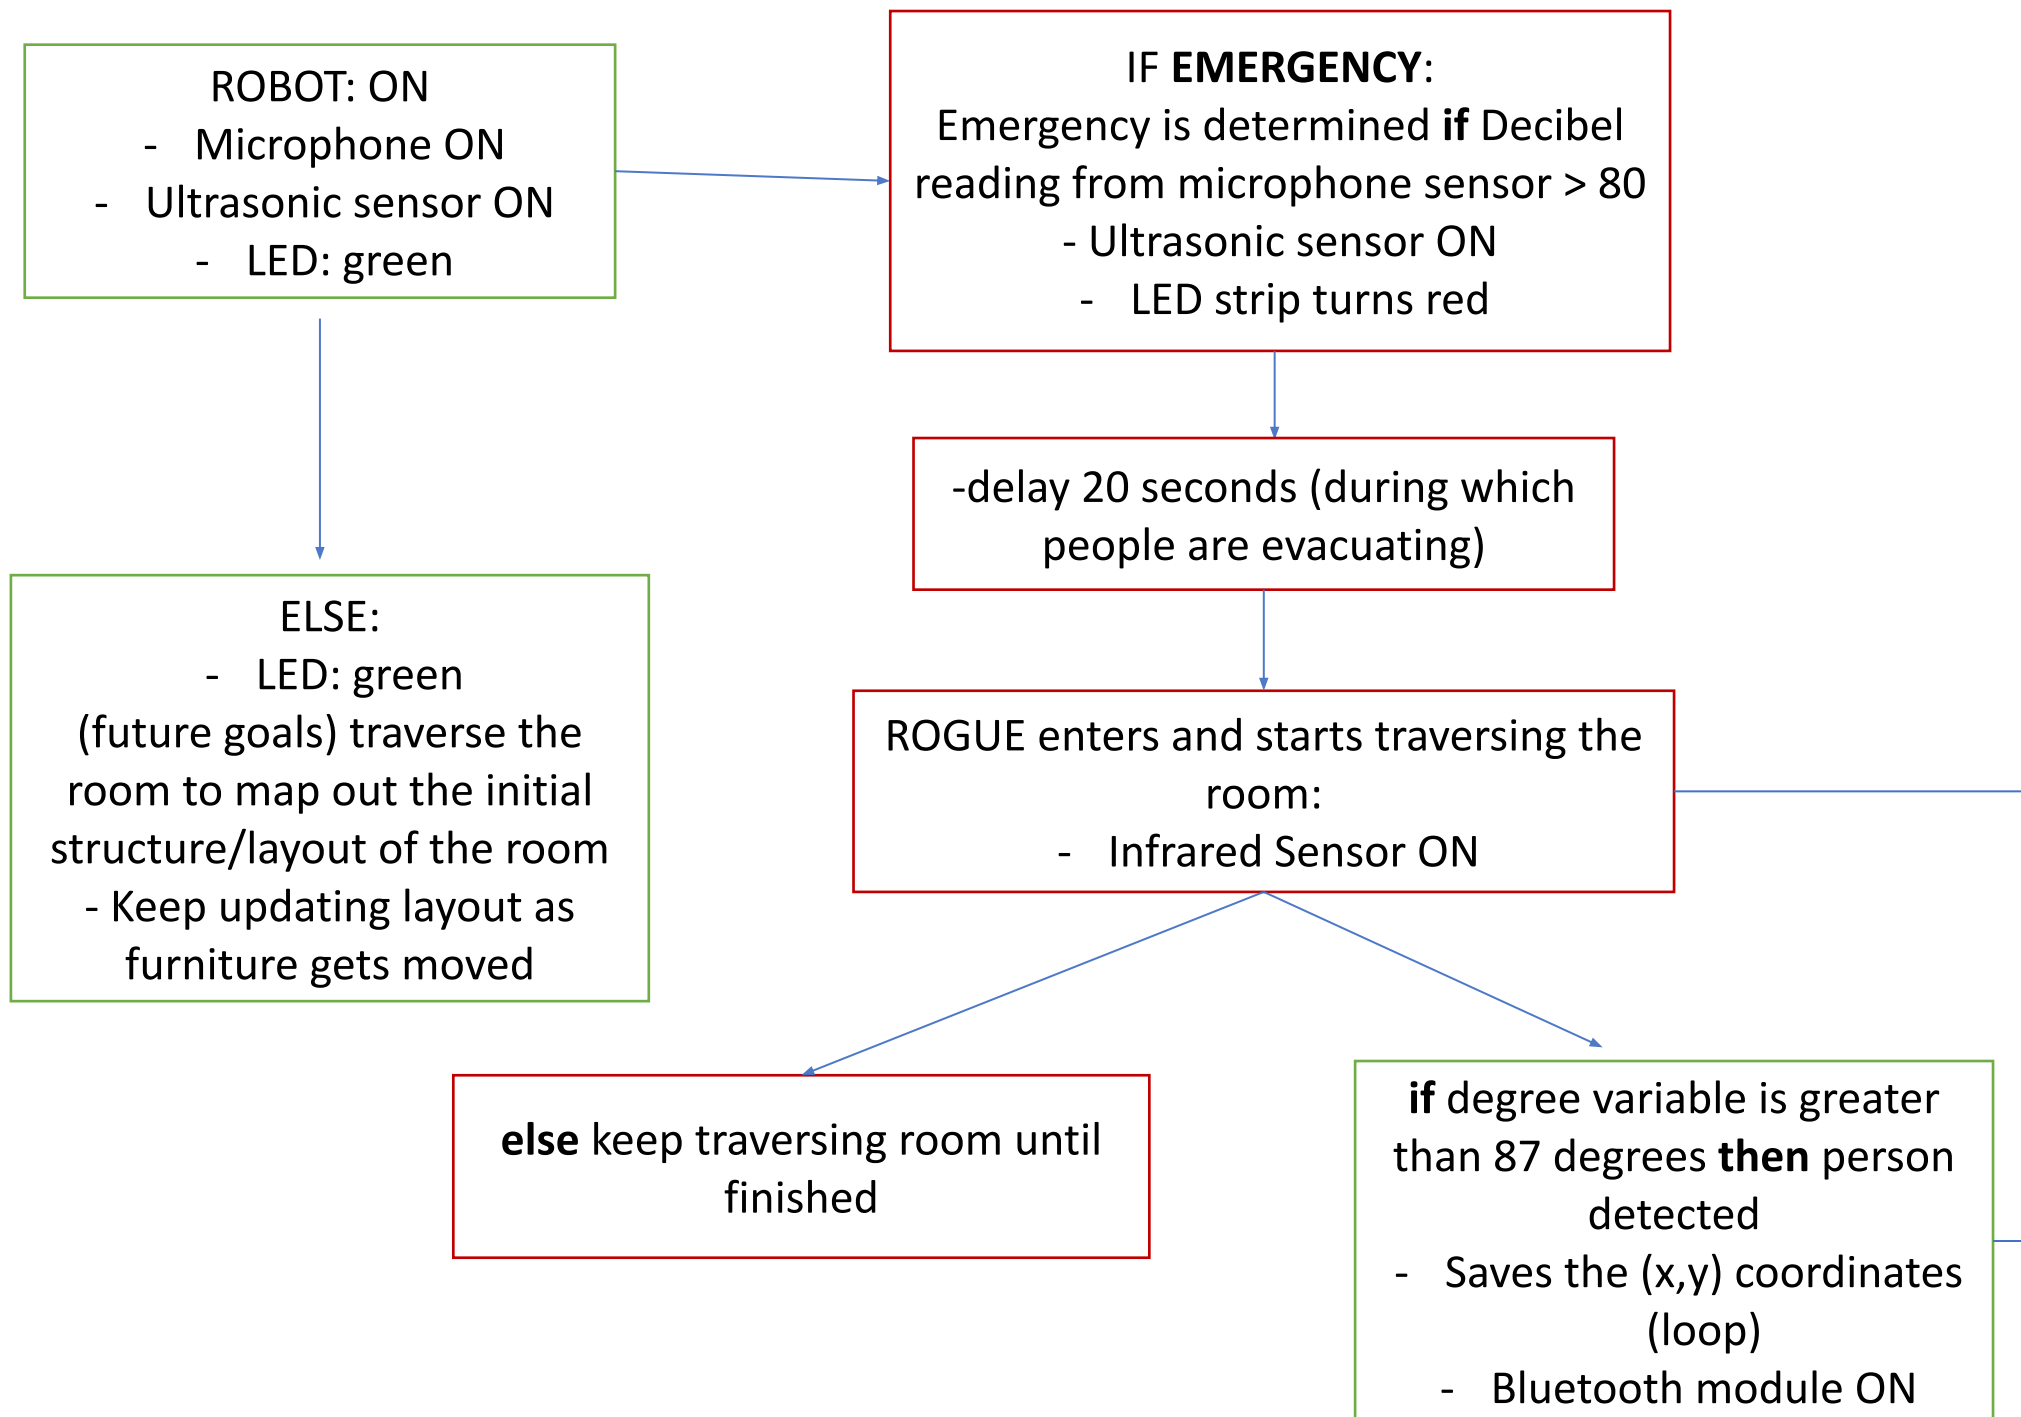 ROBOT: ON
- Microphone ON
- Ultrasonic sensor ON
- LED: green
IF EMERGENCY:
Emergency is determined if Decibel
reading from microphone sensor > 80
- Ultrasonic sensor ON
- LED strip turns red
-delay 20 seconds (during which
people are evacuating)
ELSE:
- LED: green
(future goals) traverse the
room to map out the initial
structure/layout of the room
- Keep updating layout as
furniture gets moved
ROGUE enters and starts traversing the
room:
- Infrared Sensor ON
else keep traversing room until
finished
if degree variable is greater
than 87 degrees then person
detected
- Saves the (x,y) coordinates
(loop)
- Bluetooth module ON